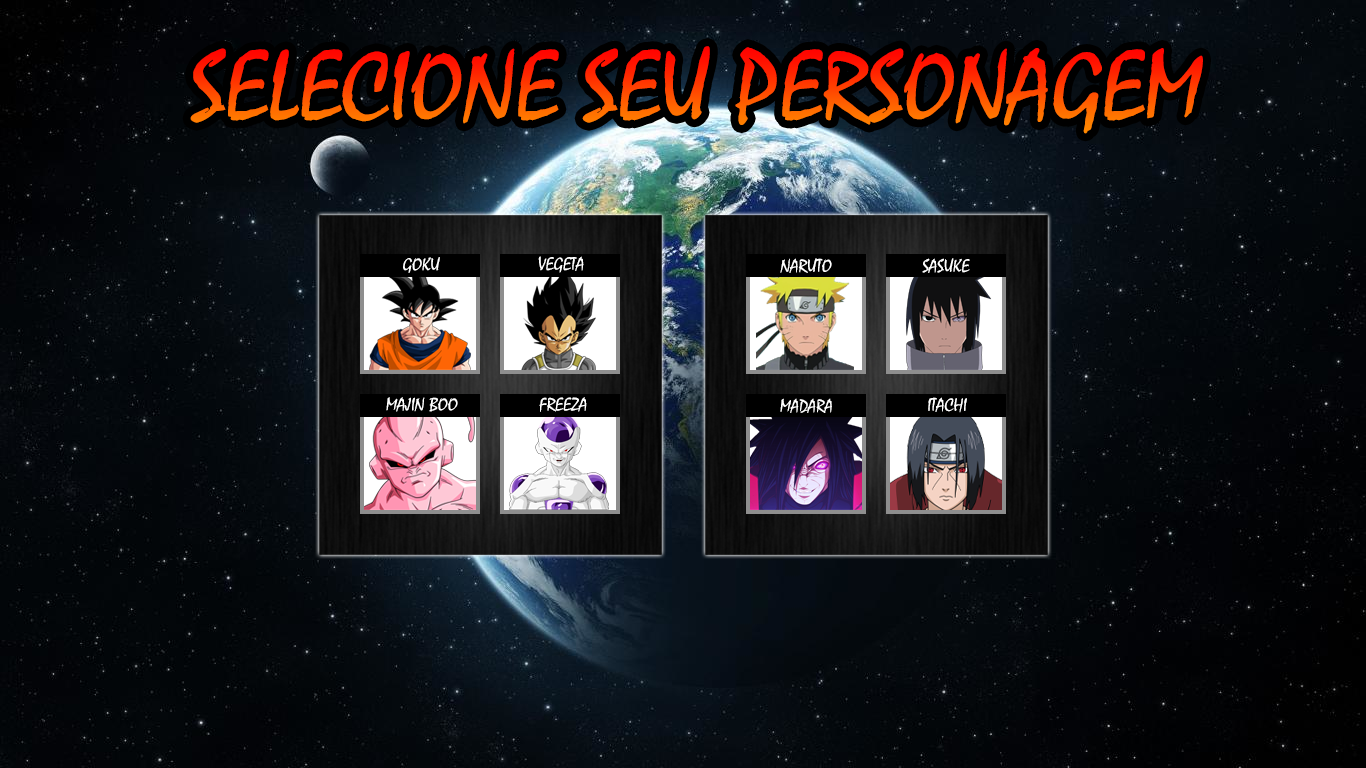 SELECIONE SEU PERSONAGEM
GOKU
VEGETA
MAJIN BOO
FREEZA
NARUTO
SASUKE
MADARA
ITACHI